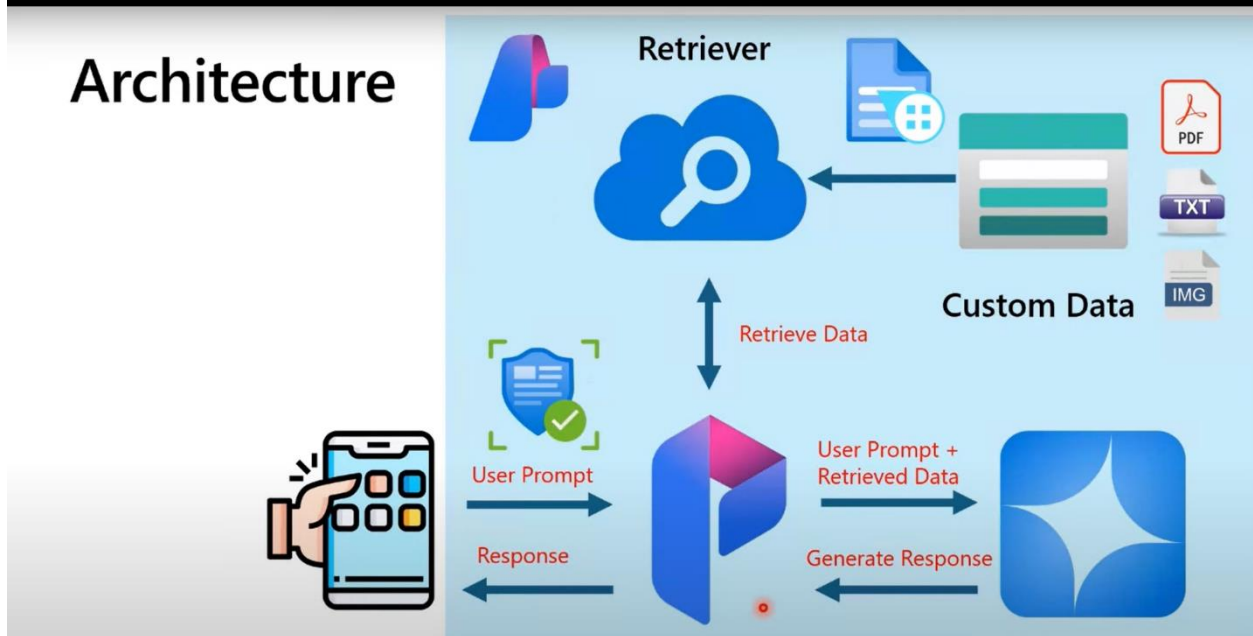 Architecture
Retriever
PDF
TXT
IMG
Custom Data
Retrieve Data
User Prompt
User Prompt +
Retrieved Data
Response
Generate Response